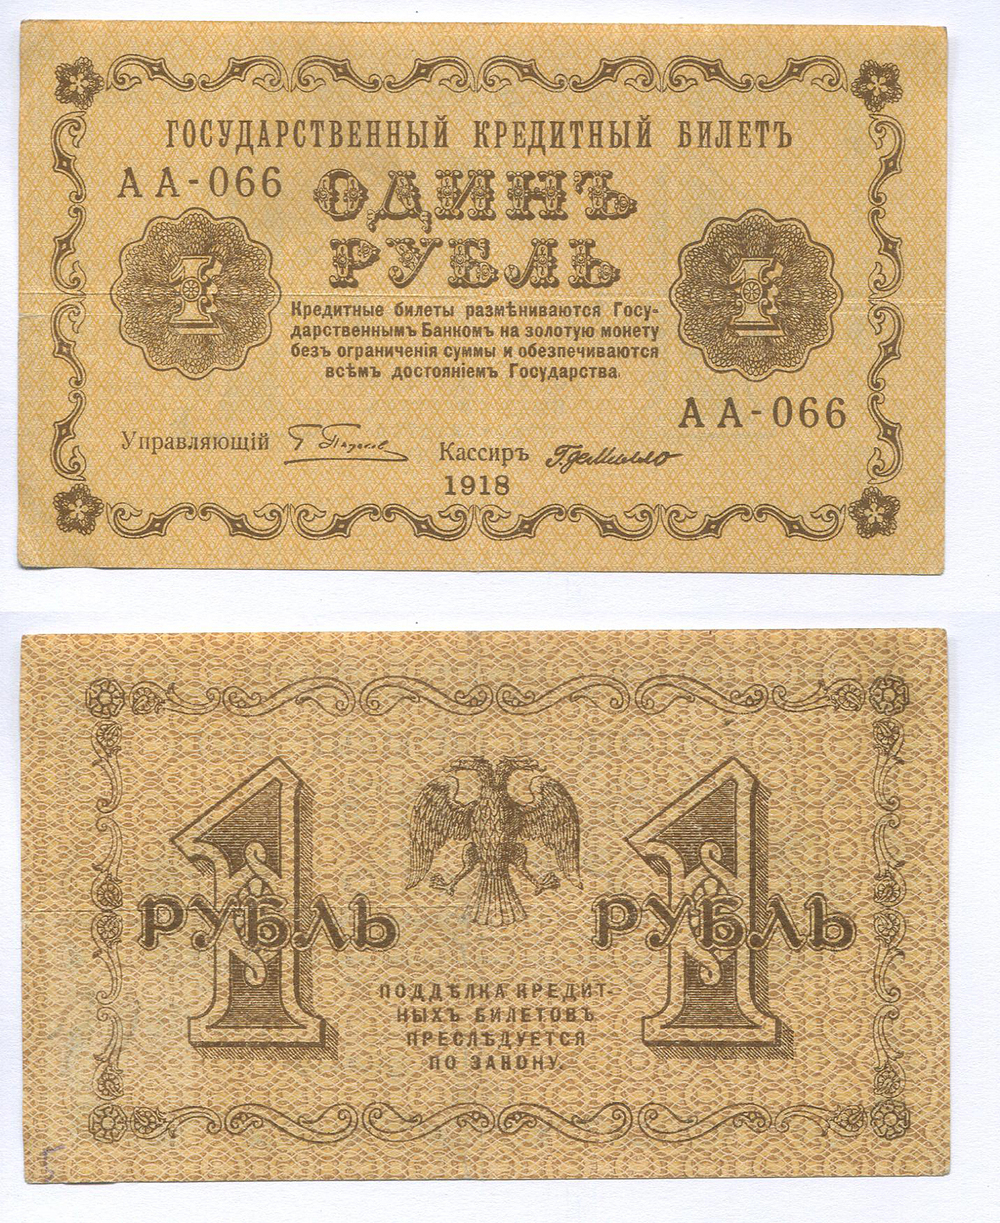 ГОСУДАРСТВЕННЫЙ КРЕДИТНЫЙ БИЛЕТЪ
АА-066
ОДИНЪ
РУБЛЬ
1
1
Кредитные билеты размѣниваются Госу-
дарственнымъ Банкомъ на золотую монету
безъ ограниченія суммы и обезпечиваются
всѣмъ достояніемъ Государства.
АА-066
Управляющій
Кассиръ
1918
1 РУБЛЬ
1 РУБЛЬ
ПОДДѢЛКА КРЕДИТ-
НЫХЪ БИЛЕТОВЪ
ПРЕСЛѢДУЕТСЯ
ПО ЗАКОНУ.